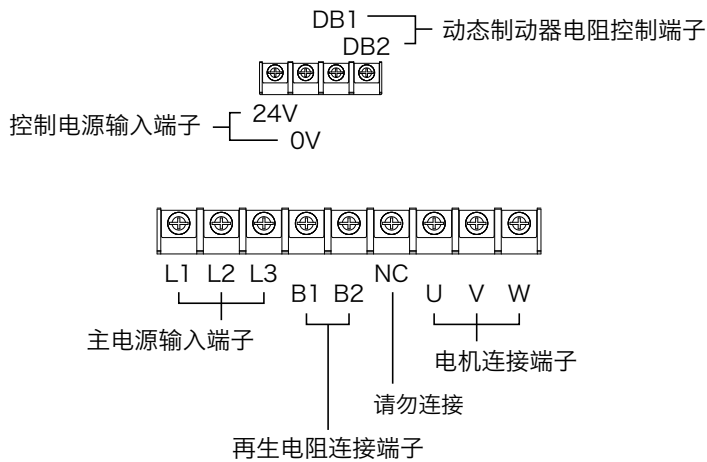 DB1
DB2
动态制动器电阻控制端子
控制电源输入端子
24V
0V
L1 L2 L3
NC
B1 B2
U V W
主电源输入端子
电机连接端子
请勿连接
再生电阻连接端子